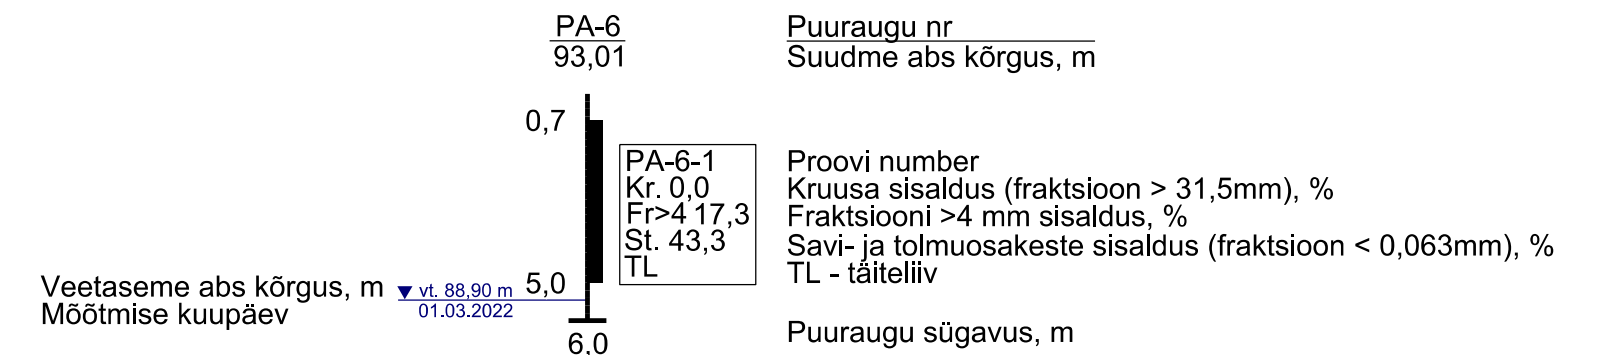 PA-6
93,01
Puuraugu nr
Suudme abs kõrgus, m
0,7
PA-6-1
Kr. 0,0
Fr>4 17,3
St. 43,3
TL
Proovi number
Kruusa sisaldus (fraktsioon > 31,5mm), %
Fraktsiooni >4 mm sisaldus, %
Savi- ja tolmuosakeste sisaldus (fraktsioon < 0,063mm), %
TL - täiteliiv
Veetaseme abs kõrgus, m
Mõõtmise kuupäev
vt. 88,90 m
01.03.2022
5,0
6,0
Puuraugu sügavus, m